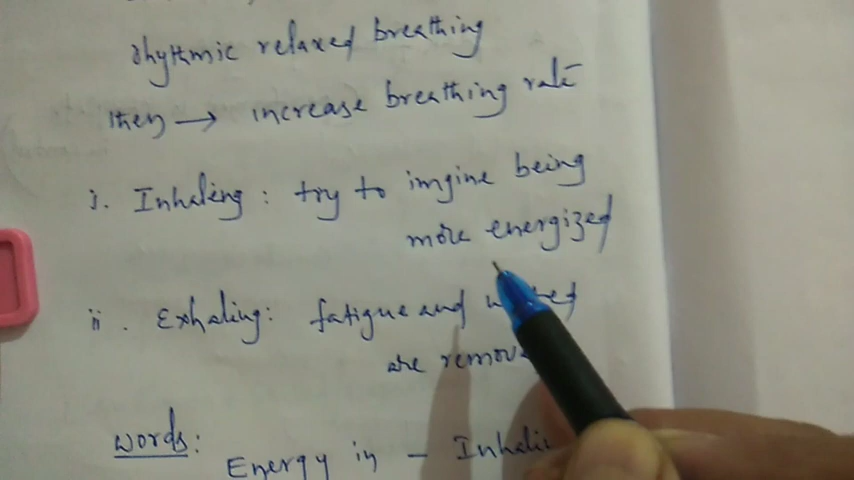 rhythmic relaxed breathing
then → increase breathing rate
i. Inhaling: try to imgine being
more energized
ii. Exhaling: fatigue and
are
words:
Energy in - Inhali